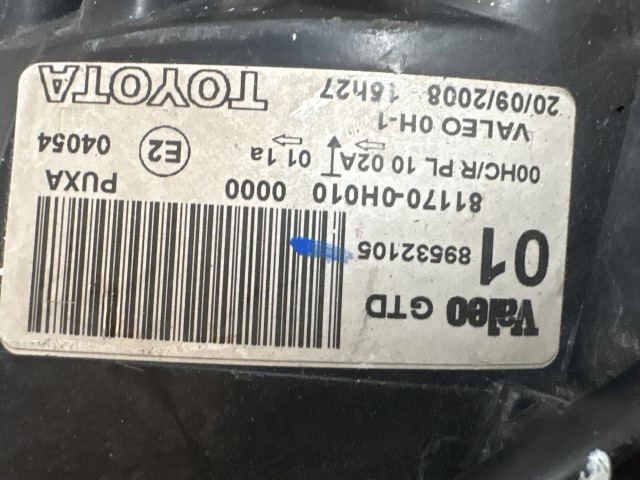 Valeo GTD
01 89532105
81170-0H010 0000 PUXA
00HC/R PL 10 02A 01 1a E2 04054
VALEO 0H-1
20/09/2008 15h27 TOYOTA